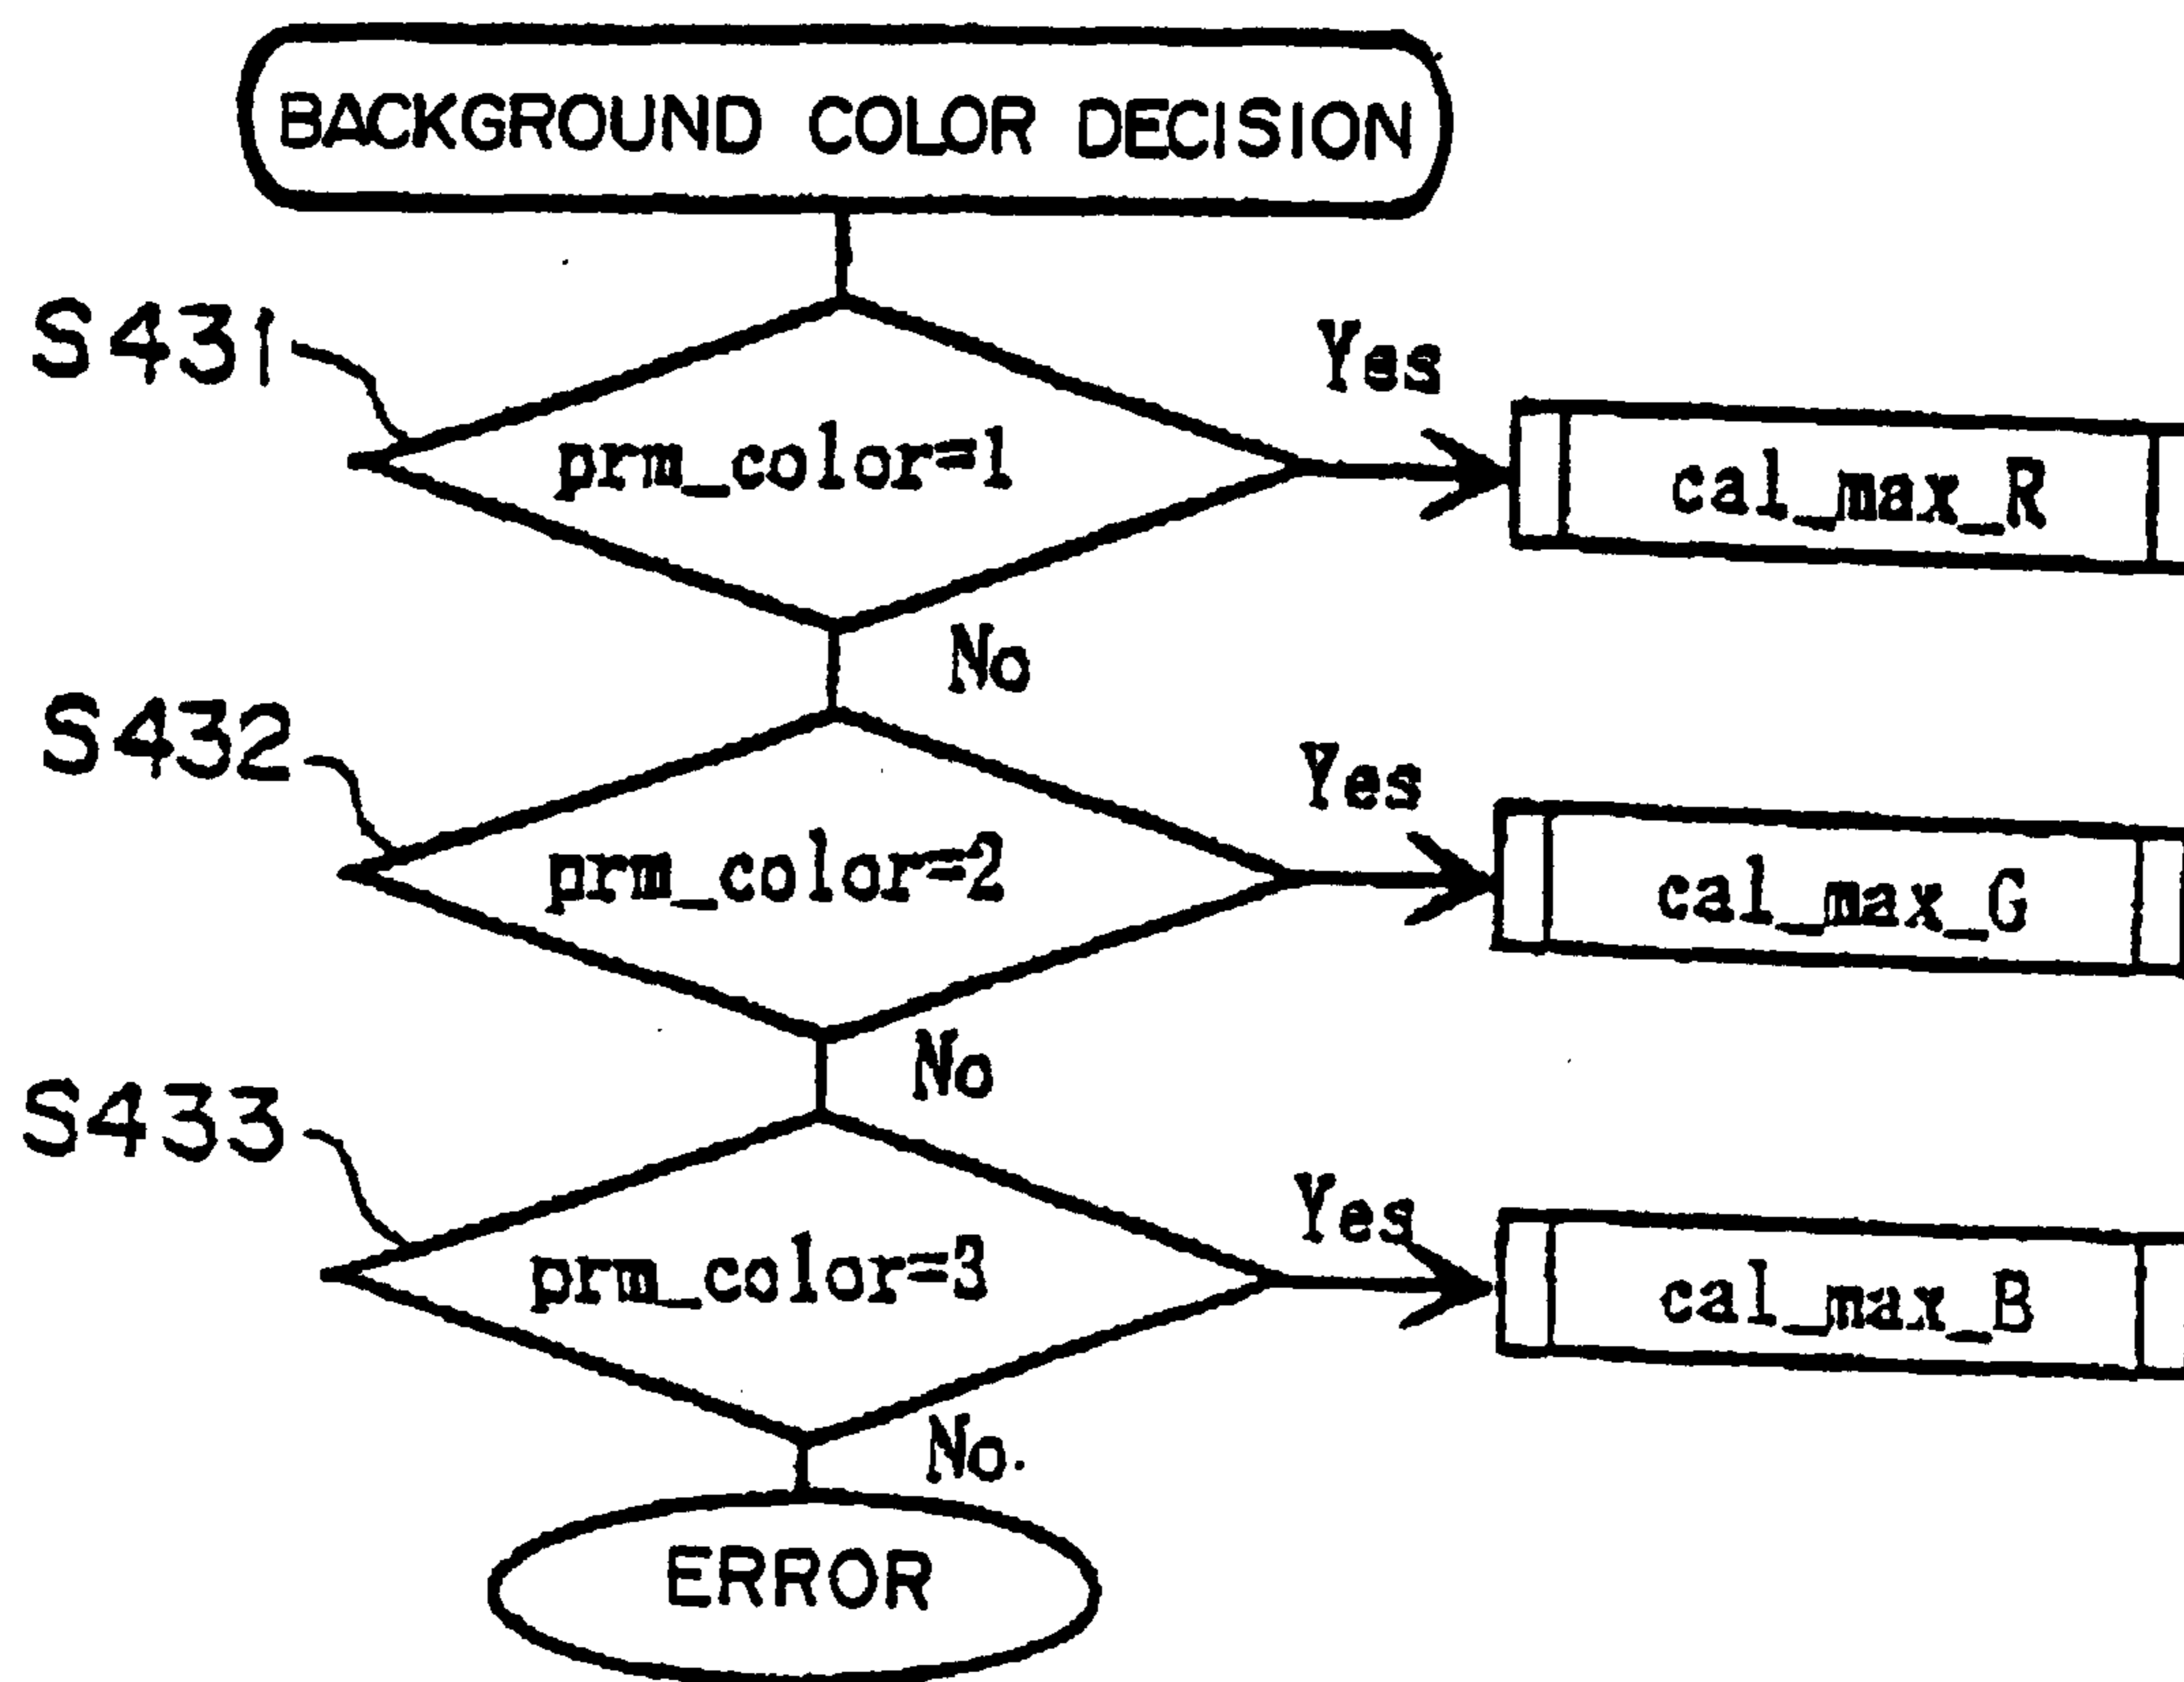 BACKGROUND COLOR DECISION
S431
Yes
prm_color=1
cal_max_R
No
S432
Yes
prm_color=2
cal_max_G
No
S433
Yes
prm_color=3
cal_max_B
No.
ERROR